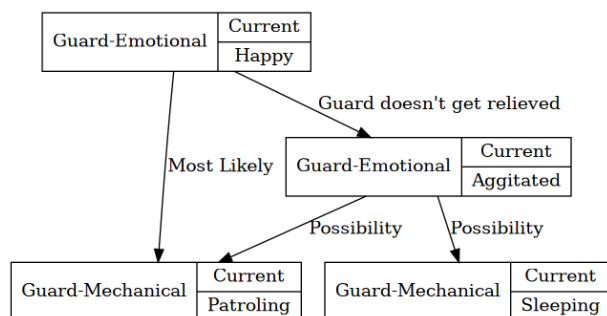 Guard-Emotional
Current
Happy
Guard doesn't get relieved
Guard-Emotional
Current
Aggitated
Most Likely
Possibility
Possibility
Guard-Mechanical
Current
Patroling
Guard-Mechanical
Current
Sleeping